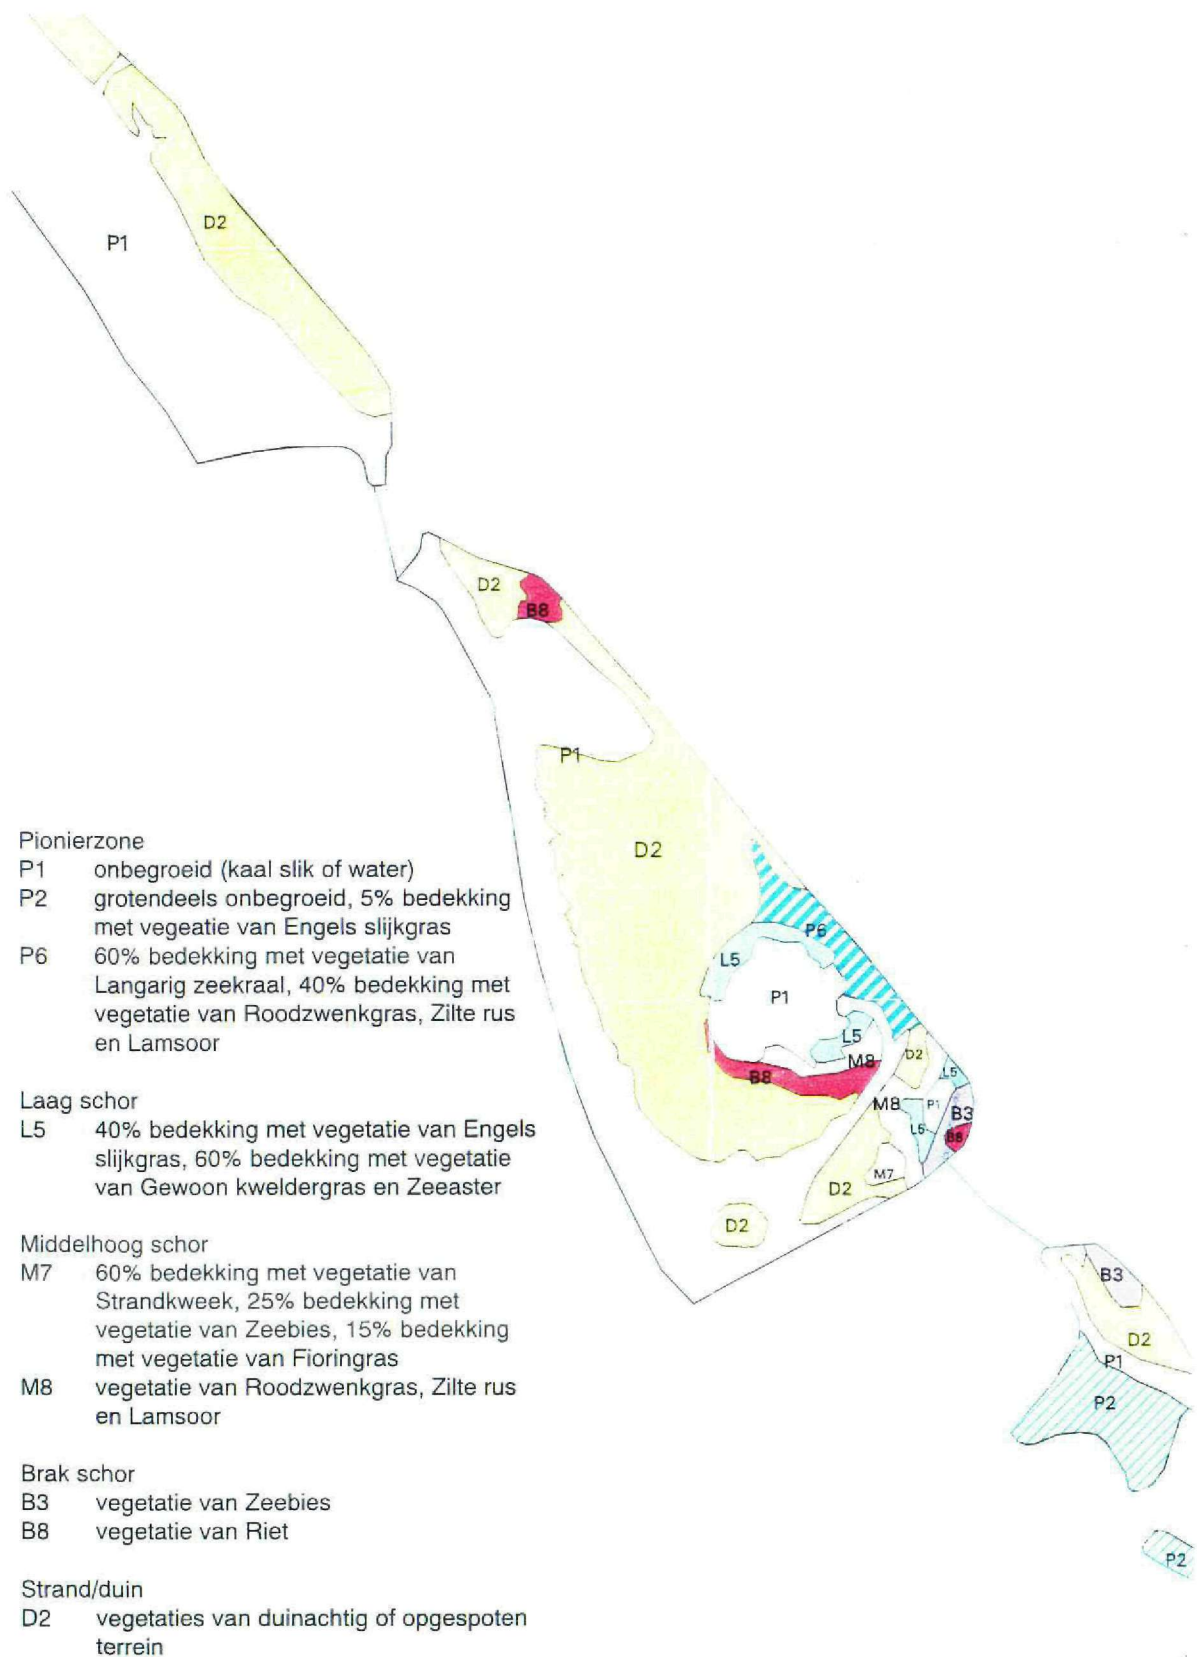 P1
D2
D2
B8
P1
D2
P6
L5
P1
L5
M8
D2
L5
B8
M8
P1
B3
L5
B8
M7
D2
D2
B3
D2
P1
P2
P2
Pionierzone
P1 onbegroeid (kaal slik of water)
P2 grotendeels onbegroeid, 5% bedekking
met vegeatie van Engels slijkgras
P6 60% bedekking met vegetatie van
Langarig zeekraal, 40% bedekking met
vegetatie van Roodzwenkgras, Zilte rus
en Lamsoor
Laag schor
L5 40% bedekking met vegetatie van Engels
slijkgras, 60% bedekking met vegetatie
van Gewoon kweldergras en Zeeaster
Middelhoog schor
M7 60% bedekking met vegetatie van
Strandkweek, 25% bedekking met
vegetatie van Zeebies, 15% bedekking
met vegetatie van Fioringras
M8 vegetatie van Roodzwenkgras, Zilte rus
en Lamsoor
Brak schor
B3 vegetatie van Zeebies
B8 vegetatie van Riet
Strand/duin
D2 vegetaties van duinachtig of opgespoten
terrein